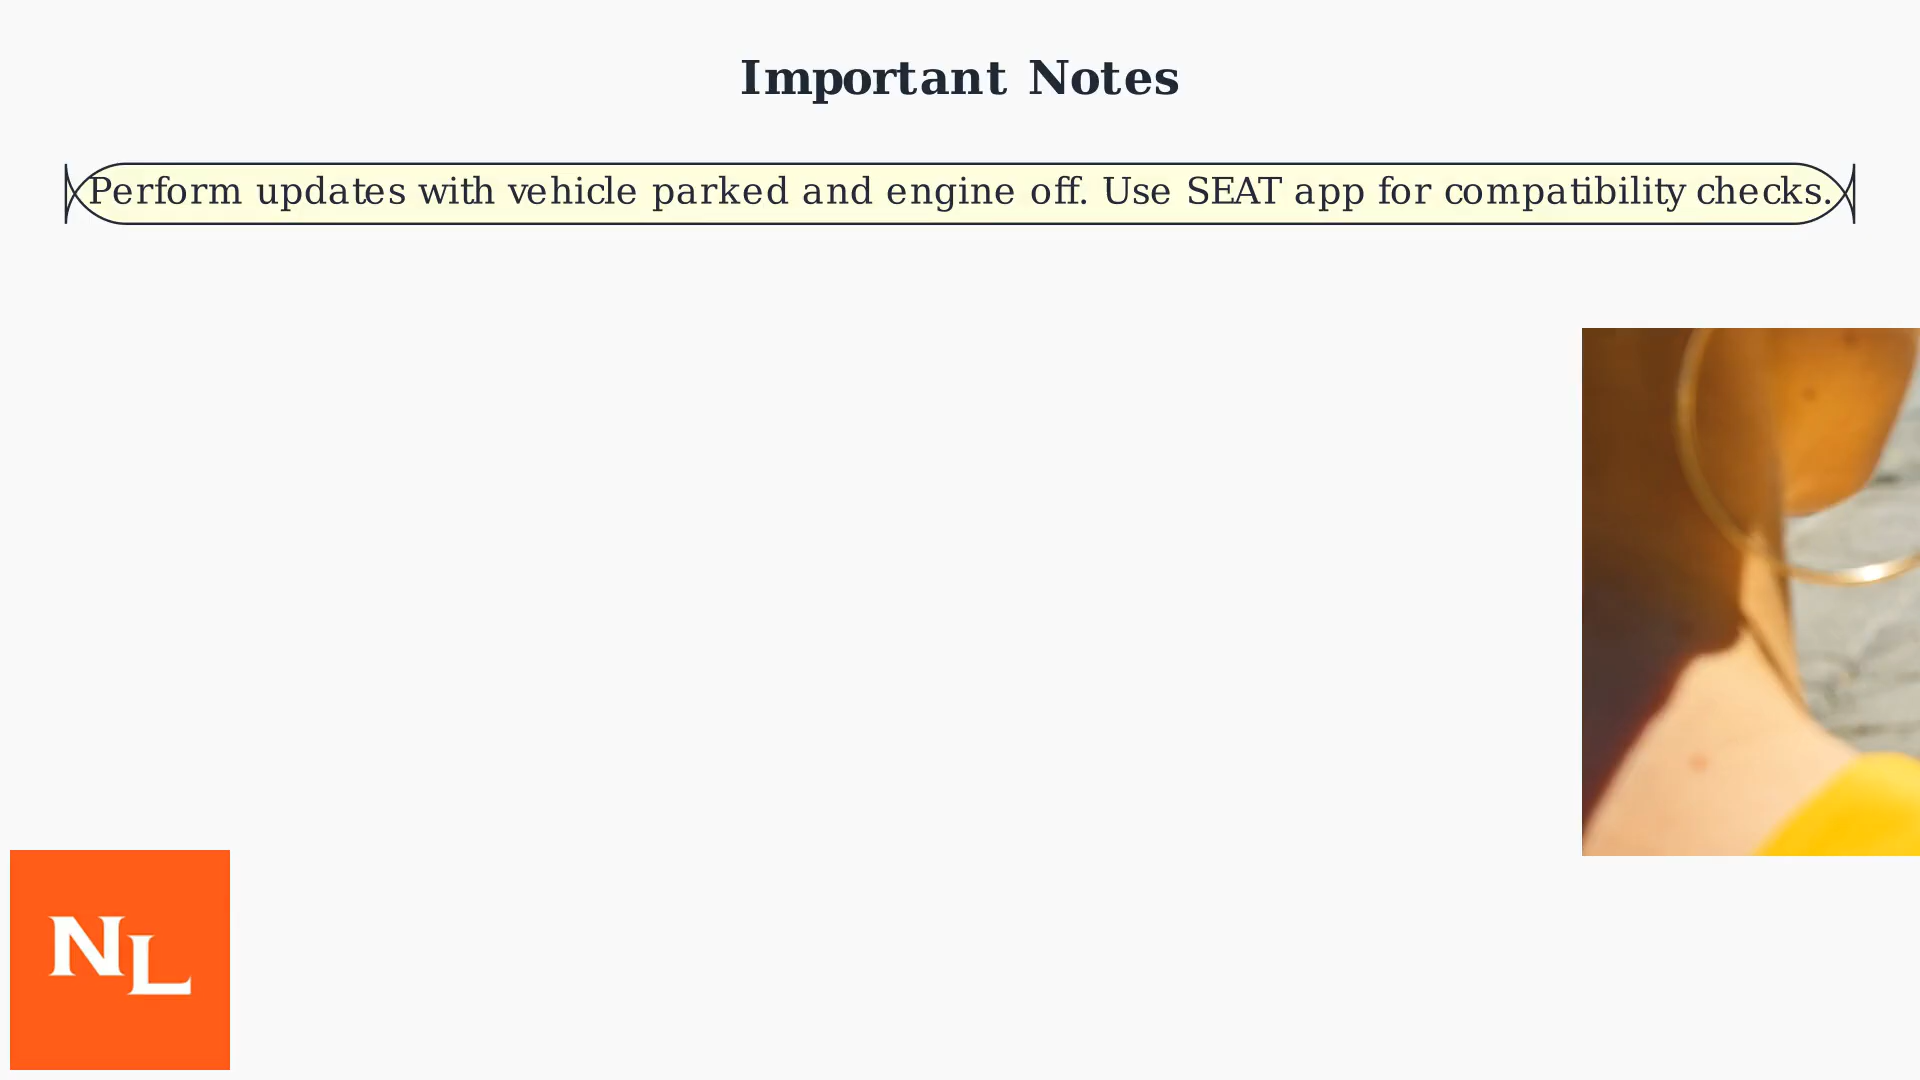 Important Notes
Perform updates with vehicle parked and engine off. Use SEAT app for compatibility checks.
NL